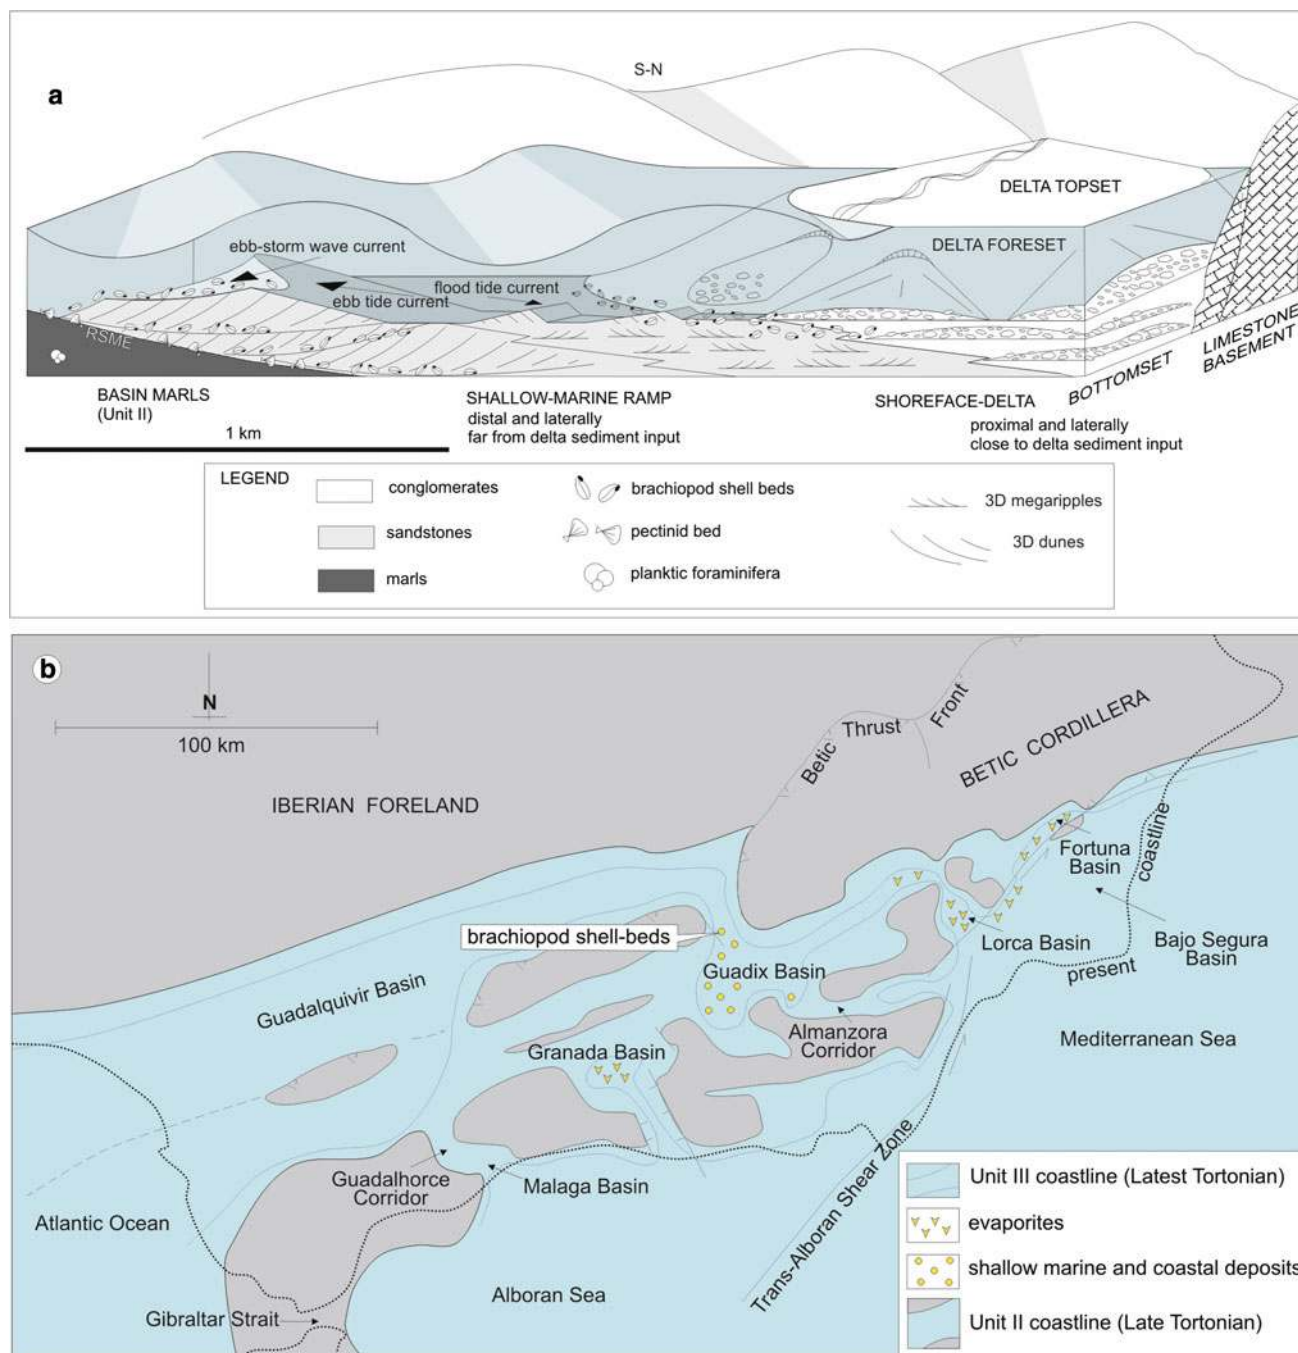 a
S-N
DELTA TOPSET
DELTA FORESET
ebb-storm wave current
flood tide current
ebb tide current
RSME
LIMESTONE
BASEMENT
BOTTOMSET
BASIN MARLS
(Unit II)
SHALLOW-MARINE RAMP
distal and laterally
far from delta sediment input
SHOREFACE-DELTA
proximal and laterally
close to delta sediment input
1 km
LEGEND
conglomerates
brachiopod shell beds
3D megaripples
sandstones
pectinid bed
3D dunes
marls
planktic foraminifera
b
N
100 km
Betic Thrust Front
BETIC CORDILLERA
IBERIAN FORELAND
Fortuna
Basin
coastline
brachiopod shell-beds
Lorca Basin
Bajo Segura
Basin
present
Guadix Basin
Guadalquivir Basin
Almanzora
Corridor
Mediterranean Sea
Granada Basin
Guadalhorce
Corridor
Malaga Basin
Trans-Alboran Shear Zone
Atlantic Ocean
Alboran Sea
Gibraltar Strait
Unit III coastline (Latest Tortonian)
evaporites
shallow marine and coastal deposits
Unit II coastline (Late Tortonian)